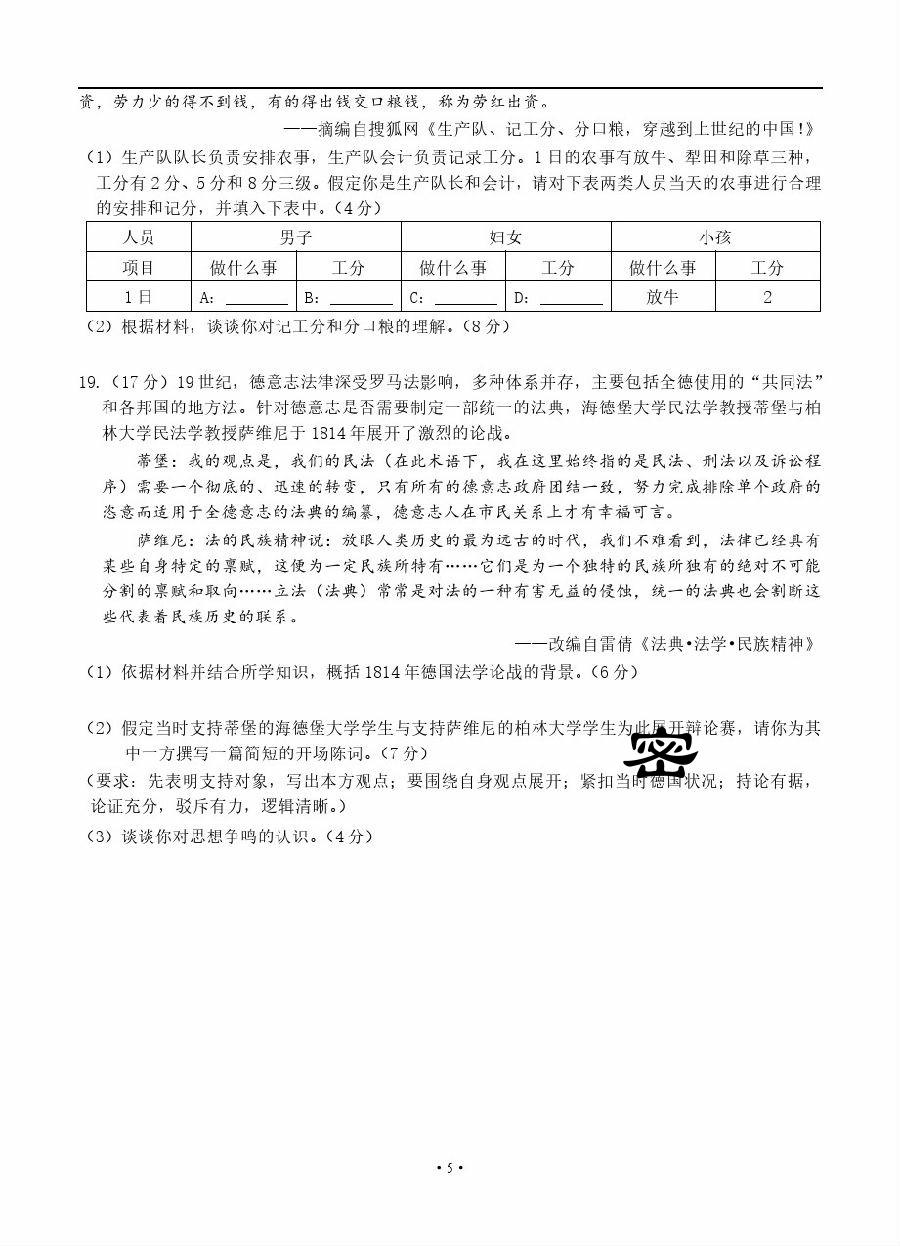 资，劳力少的得不到钱，有的得出钱交口粮钱，称为劳红出资。
——摘编自搜狐网《生产队、记工分、分口粮，穿越到上世纪的中国！》
（1）生产队队长负责安排农事，生产队会计负责记录工分。1日的农事有放牛、犁田和除草三种，
工分有2分、5分和8分三级。假定你是生产队长和会计，请对下表两类人员当天的农事进行合理
的安排和记分，并填入下表中。（4分）
人员 男子 妇女 小孩
项目 做什么事 工分 做什么事 工分 做什么事 工分
1日 A：______ B：______ C：______ D：______ 放牛 2
（2）根据材料，谈谈你对记工分和分口粮的理解。（8分）
19.（17分）19世纪，德意志法律深受罗马法影响，多种体系并存，主要包括全德使用的“共同法”
和各邦国的地方法。针对德意志是否需要制定一部统一的法典，海德堡大学民法学教授蒂堡与柏
林大学民法学教授萨维尼于1814年展开了激烈的论战。
蒂堡：我的观点是，我们的民法（在此术语下，我在这里始终指的是民法、刑法以及诉讼程
序）需要一个彻底的、迅速的转变，只有所有的德意志政府团结一致，努力完成排除单个政府的
恣意而适用于全德意志的法典的编纂，德意志人在市民关系上才有幸福可言。
萨维尼：法的民族精神说：放眼人类历史的最为远古的时代，我们不难看到，法律已经具有
某些自身特定的禀赋，这便为一定民族所特有……它们是为一个独特的民族所独有的绝对不可能
分割的禀赋和取向……立法（法典）常常是对法的一种有害无益的侵蚀，统一的法典也会割断这
些代表着民族历史的联系。
——改编自雷倩《法典•法学•民族精神》
（1）依据材料并结合所学知识，概括1814年德国法学论战的背景。（6分）
（2）假定当时支持蒂堡的海德堡大学学生与支持萨维尼的柏林大学学生为此展开辩论赛，请你为其
中一方撰写一篇简短的开场陈词。（7分）
密
（要求：先表明支持对象，写出本方观点；要围绕自身观点展开；紧扣当时德国状况；持论有据，
论证充分，驳斥有力，逻辑清晰。）
（3）谈谈你对思想争鸣的认识。（4分）
•5•